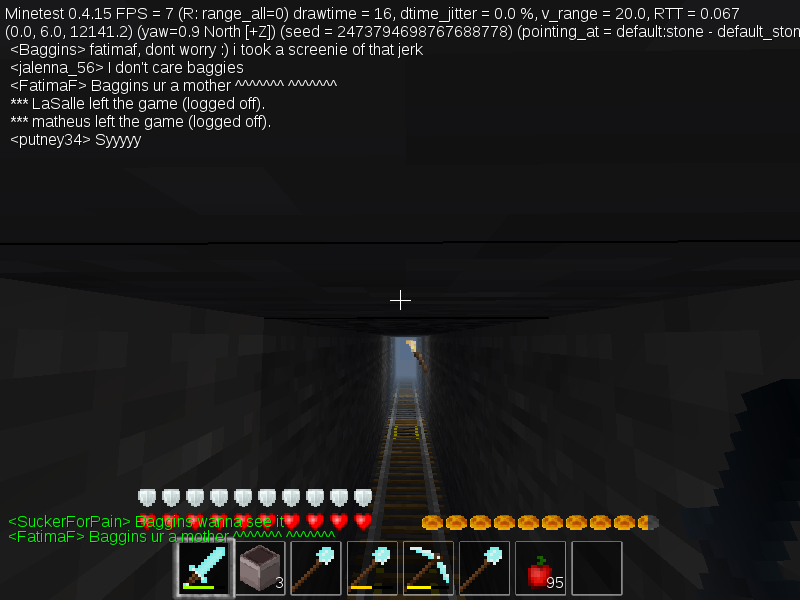 Minetest 0.4.15 FPS = 7 (R: range_all=0) drawtime = 16, dtime_jitter = 0.0 %, v_range = 20.0, RTT = 0.067
(0.0, 6.0, 12141.2) (yaw=0.9 North [+Z]) (seed = 2473794698767688778) (pointing_at = default:stone - default_ston
<Baggins> fatimaf, dont worry :) i took a screenie of that jerk
<jalenna_56> I don't care baggies
<FatimaF> Baggins ur a mother ^^^^^^^ ^^^^^^^
*** LaSalle left the game (logged off).
*** matheus left the game (logged off).
<putney34> Syyyyy
<SuckerForPain> Baggins wanna see it
<FatimaF> Baggins ur a mother ^^^^^^^ ^^^^^^^
3
95